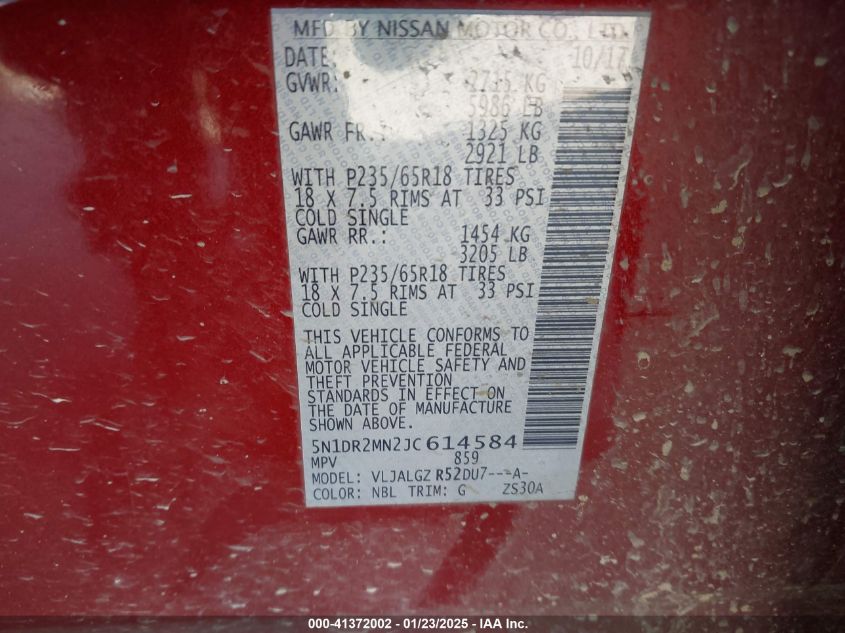 MFD BY NISSAN MOTOR CO., LTD.
DATE: 10/17
GVWR: 2715 KG
5986 LB
GAWR FR.: 1325 KG
2921 LB
WITH P235/65R18 TIRES
18 X 7.5 RIMS AT 33 PSI
COLD SINGLE
GAWR RR.: 1454 KG
3205 LB
WITH P235/65R18 TIRES
18 X 7.5 RIMS AT 33 PSI
COLD SINGLE
THIS VEHICLE CONFORMS TO
ALL APPLICABLE FEDERAL
MOTOR VEHICLE SAFETY AND
THEFT PREVENTION
STANDARDS IN EFFECT ON
THE DATE OF MANUFACTURE
SHOWN ABOVE.
5N1DR2MN2JC614584
MPV 859
MODEL: VLJALGZ R52DU7---A-
COLOR: NBL TRIM: G ZS30A
000-41372002 - 01/23/2025 - IAA Inc.